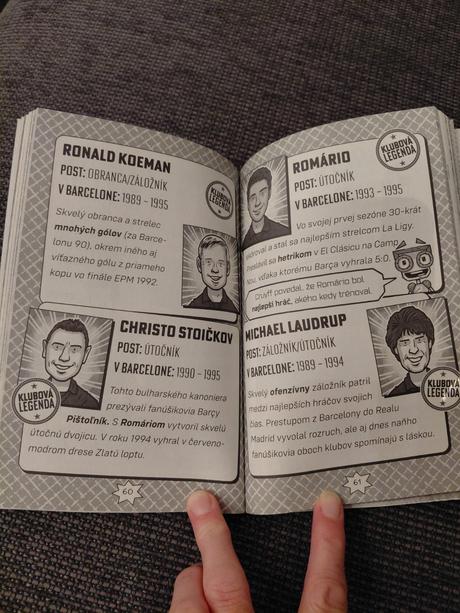 RONALD KOEMAN
POST: OBRANCA/ZÁLOŽNÍK
V BARCELONE: 1989 – 1995
KLUBOVÁ
LEGENDA
Skvelý obranca a strelec
mnohých gólov (za Barce-
lonu 90), okrem iného aj
víťazného gólu z priameho
kopu vo finále EPM 1992.
CHRISTO STOIČKOV
POST: ÚTOČNÍK
V BARCELONE: 1990 – 1995
KLUBOVÁ
LEGENDA
Tohto bulharského kanoniera
prezývali fanúšikovia Barçy
Pištoľník. S Romáriom vytvoril skvelú
útočnú dvojicu. V roku 1994 vyhral v červeno-
modrom drese Zlatú loptu.
60
ROMÁRIO
POST: ÚTOČNÍK
V BARCELONE: 1993 – 1995
KLUBOVÁ
LEGENDA
Vo svojej prvej sezóne 30-krát
skóroval a stal sa najlepším strelcom La Ligy.
Preslávil sa hetrikom v El Clásicu na Camp
Nou, vďaka ktorému Barça vyhrala 5:0.
Cruyff povedal, že Romário bol
najlepší hráč, akého kedy trénoval.
MICHAEL LAUDRUP
POST: ZÁLOŽNÍK/ÚTOČNÍK
V BARCELONE: 1989 – 1994
KLUBOVÁ
LEGENDA
Skvelý ofenzívny záložník patril
medzi najlepších hráčov svojich
čias. Prestupom z Barcelony do Realu
Madrid vyvolal rozruch, ale aj dnes naňho
fanúšikovia oboch klubov spomínajú s láskou.
61